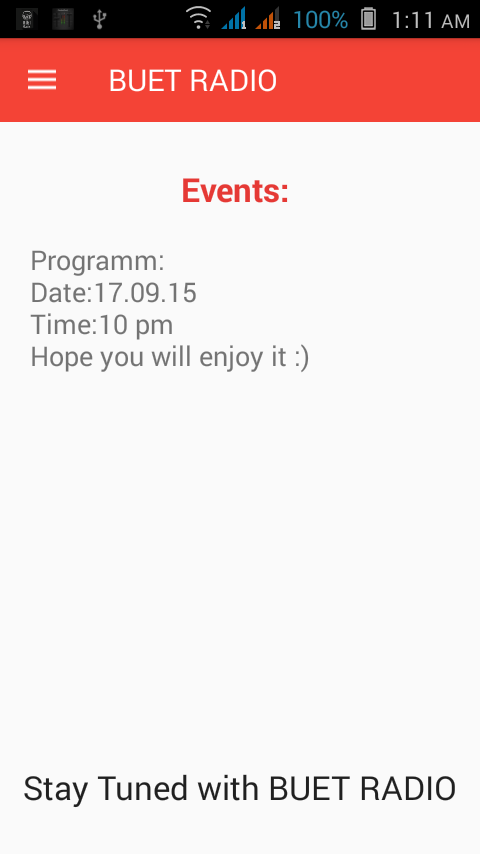 100% 1:11 AM
BUET RADIO
Events:
Programm:
Date:17.09.15
Time:10 pm
Hope you will enjoy it :)
Stay Tuned with BUET RADIO